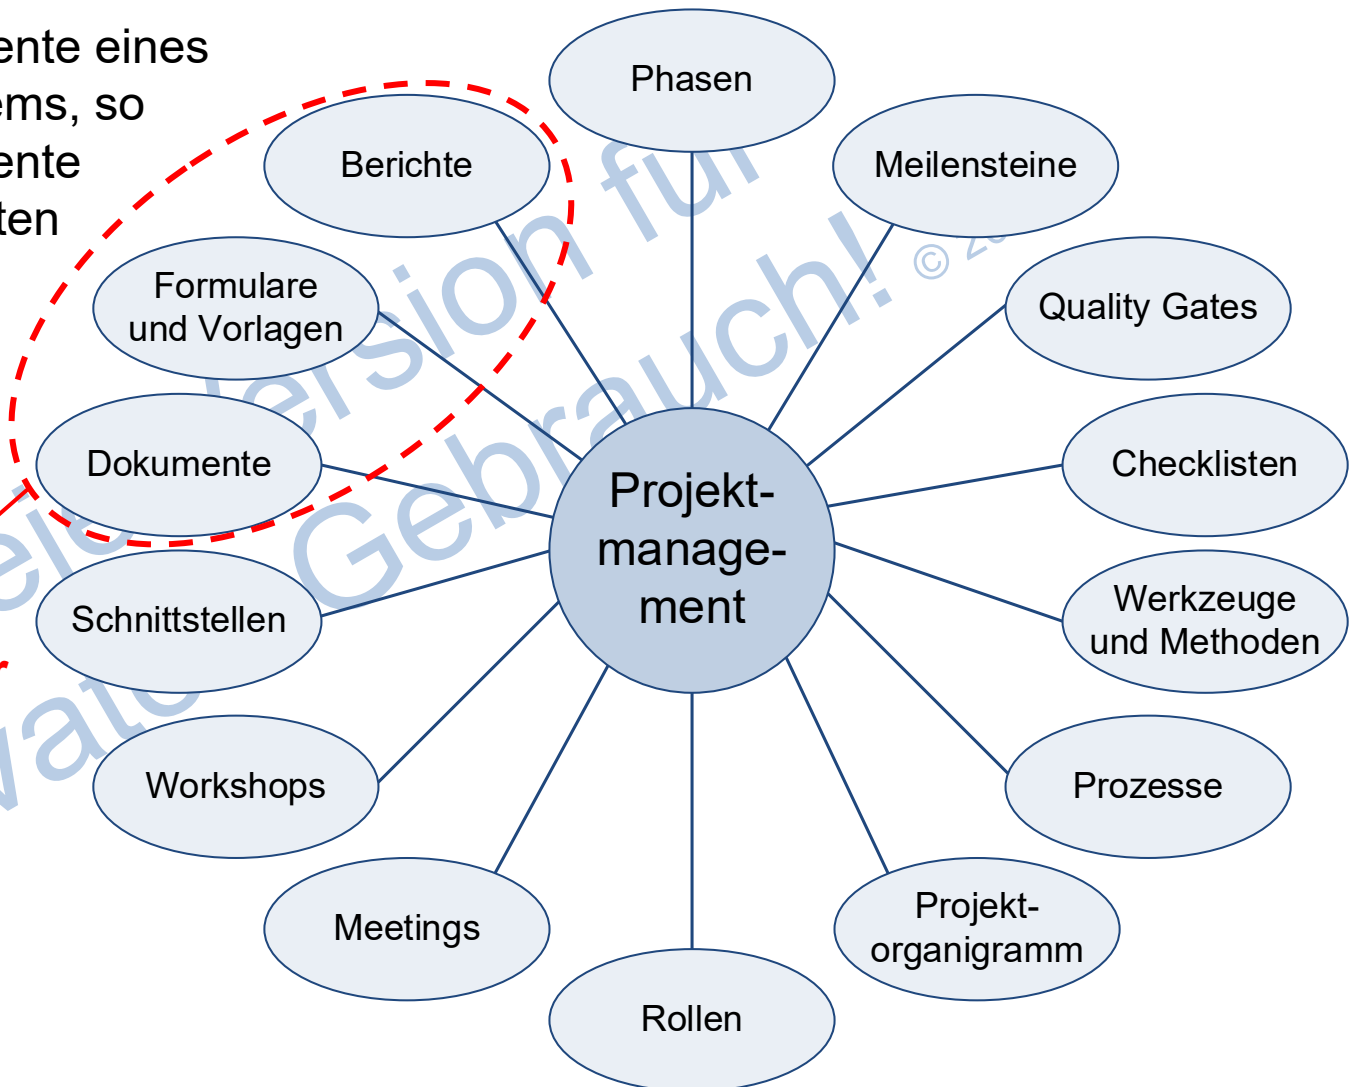 ente eines
ems, so
ente
ten
Phasen
Berichte
Meilensteine
Formulare
und Vorlagen
Quality Gates
Dokumente
Checklisten
Projekt-
manage-
ment
Schnittstellen
Werkzeuge
und Methoden
Workshops
Prozesse
Meetings
Projekt-
organigramm
Rollen
ersion für
Gebrauch! ©